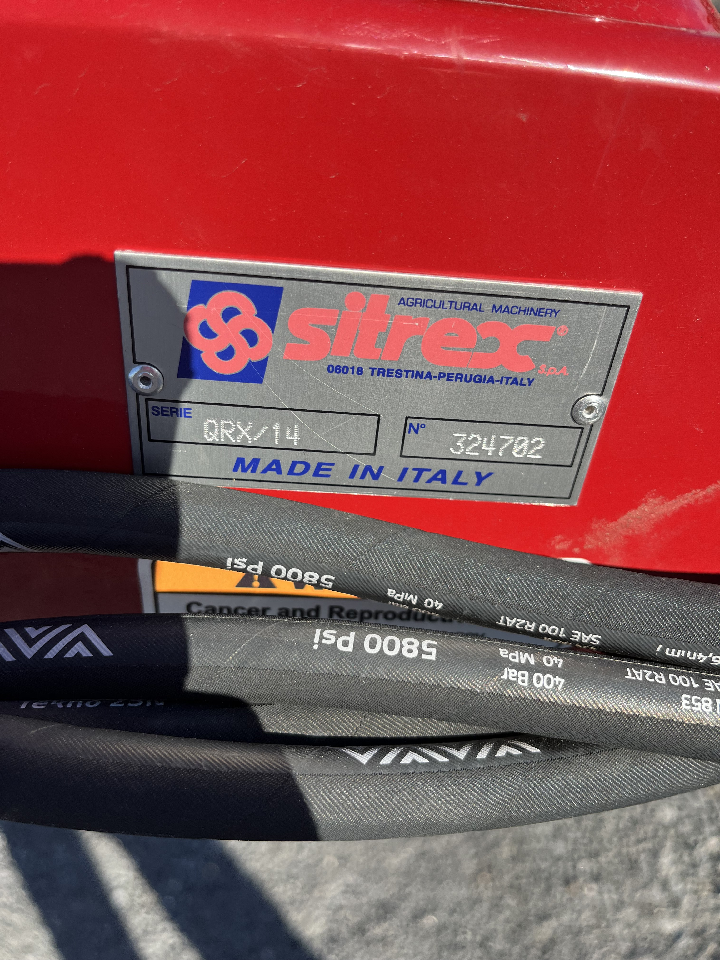 AGRICULTURAL MACHINERY
sitrex®
S.p.A.
06018 TRESTINA-PERUGIA-ITALY
SERIE
QRX/14
N°
324702
MADE IN ITALY
5800 Psi
40 MPa
SAE 100 R2AT
Cancer and
5800 Psi
40 MPa
400 Bar
SAE 100 R2AT
853